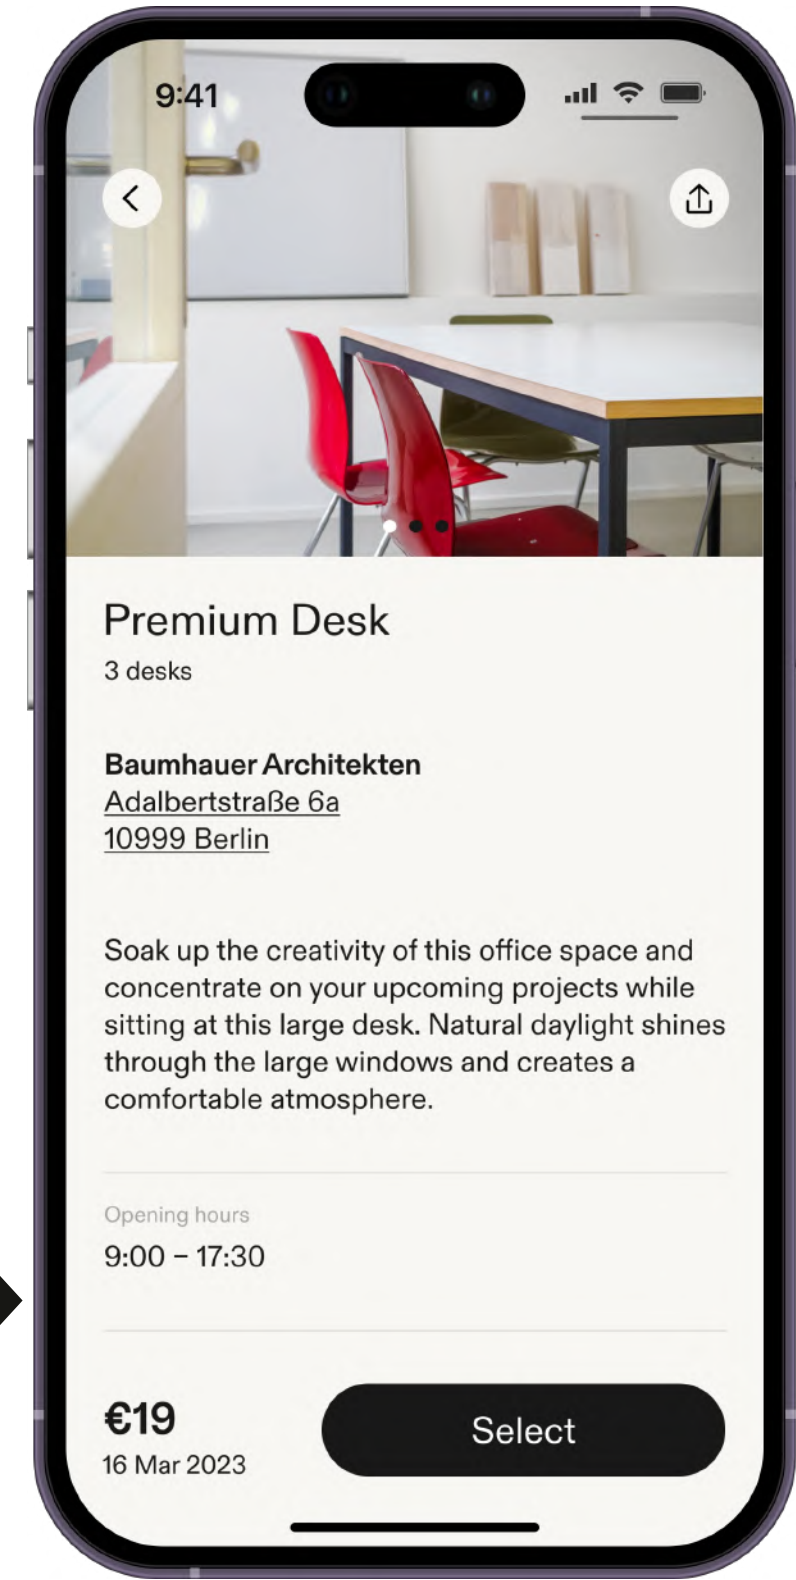 9:41
Premium Desk
3 desks
Baumhauer Architekten
Adalbertstraße 6a
10999 Berlin
Soak up the creativity of this office space and
concentrate on your upcoming projects while
sitting at this large desk. Natural daylight shines
through the large windows and creates a
comfortable atmosphere.
Opening hours
9:00 – 17:30
€19
Select
16 Mar 2023